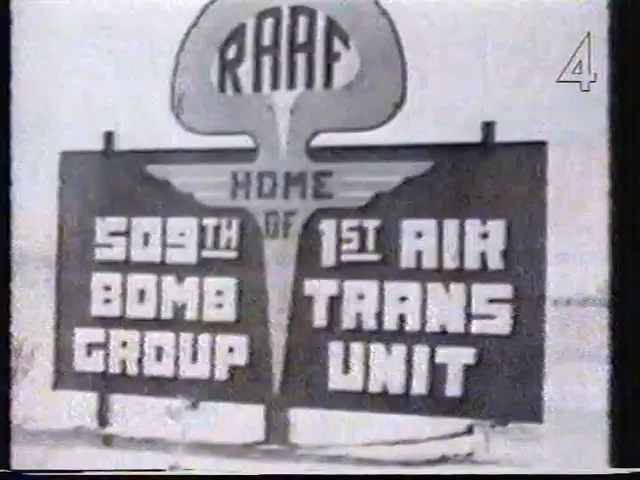 RAAF
HOME
OF
509TH
BOMB
GROUP
1ST AIR
TRANS
UNIT
4